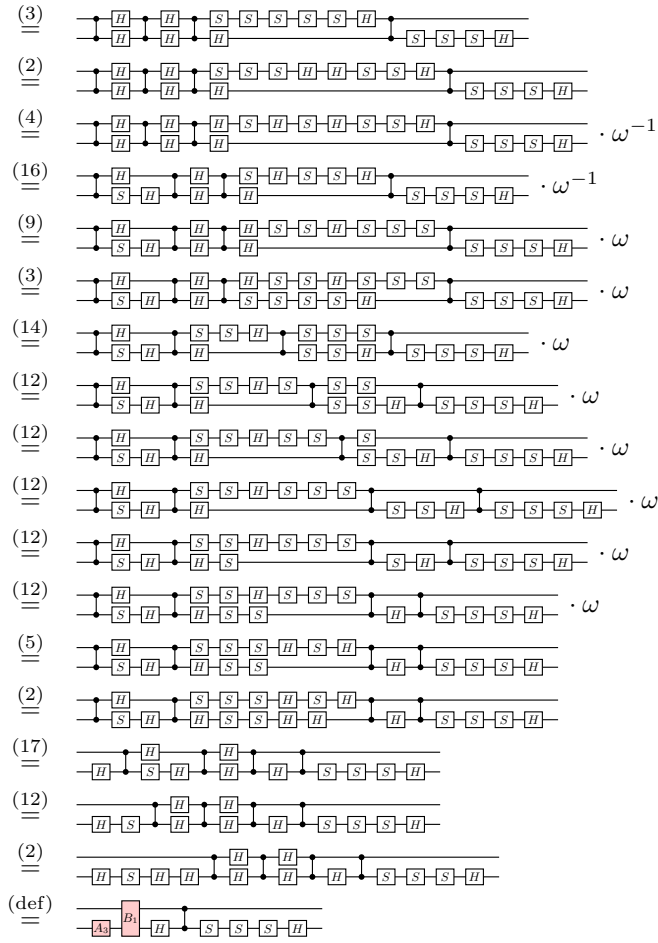 (3) = H H S S S S S H
H H H S S S H
(2) = H H S S S H H S S H
H H H S S S H
(4) = H H H S H S H S S H · ω⁻¹
H H H S S S H
(16) = H H S H S S H · ω⁻¹
S H H H S S S H
(9) = H H H S S H S S S · ω
S H H H S S S H
(3) = H H H S S H S S S · ω
S H H S S S S H S S S H
(14) = H S S H S S S · ω
S H H S S H S S S H
(12) = H S S H S S S · ω
S H H S S H S S S H
(12) = H S S H S S S · ω
S H H S S H S S S H
(12) = H S S H S S S · ω
S H H S S H S S S H
(12) = H S S H S S S · ω
S H H S S H S S S H
(12) = H S S H S S S · ω
S H H S S H S S S H
(5) = H S S S H S H
S H H S S H S S S H
(2) = H S S S H S H
S H H S S H H H S S S H
(17) = H H
H S H H H S S S H
(12) = H H
H S H H H S S S H
(2) = H H
H S H H H H H S S S H
(def) = B₁
A₃ H S S S H